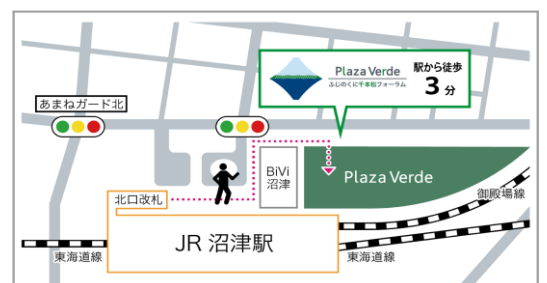 Plaza Verde
ふじのくに千本松フォーラム
駅から徒歩
3 分
あまねガード北
BiVi
沼津
Plaza Verde
北口改札
御殿場線
JR 沼津駅
東海道線
東海道線